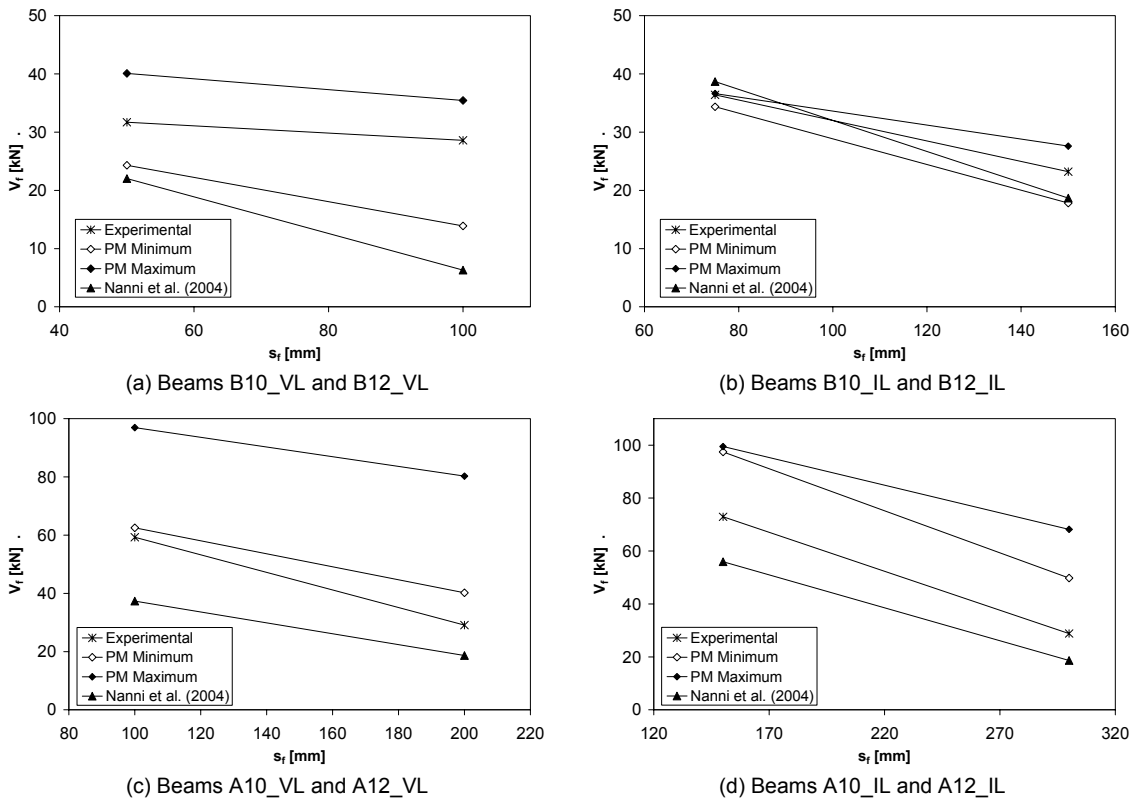 50
40
30
20
10
0
V_f [kN] .
Experimental
PM Minimum
PM Maximum
Nanni et al. (2004)
40 60 80 100
s_f [mm]
(a) Beams B10_VL and B12_VL
50
40
30
20
10
0
V_f [kN] .
Experimental
PM Minimum
PM Maximum
Nanni et al. (2004)
60 80 100 120 140 160
s_f [mm]
(b) Beams B10_IL and B12_IL
100
80
60
40
20
0
V_f [kN] .
Experimental
PM Minimum
PM Maximum
Nanni et al. (2004)
80 100 120 140 160 180 200 220
s_f [mm]
(c) Beams A10_VL and A12_VL
100
80
60
40
20
0
V_f [kN] .
Experimental
PM Minimum
PM Maximum
Nanni et al. (2004)
120 170 220 270 320
s_f [mm]
(d) Beams A10_IL and A12_IL